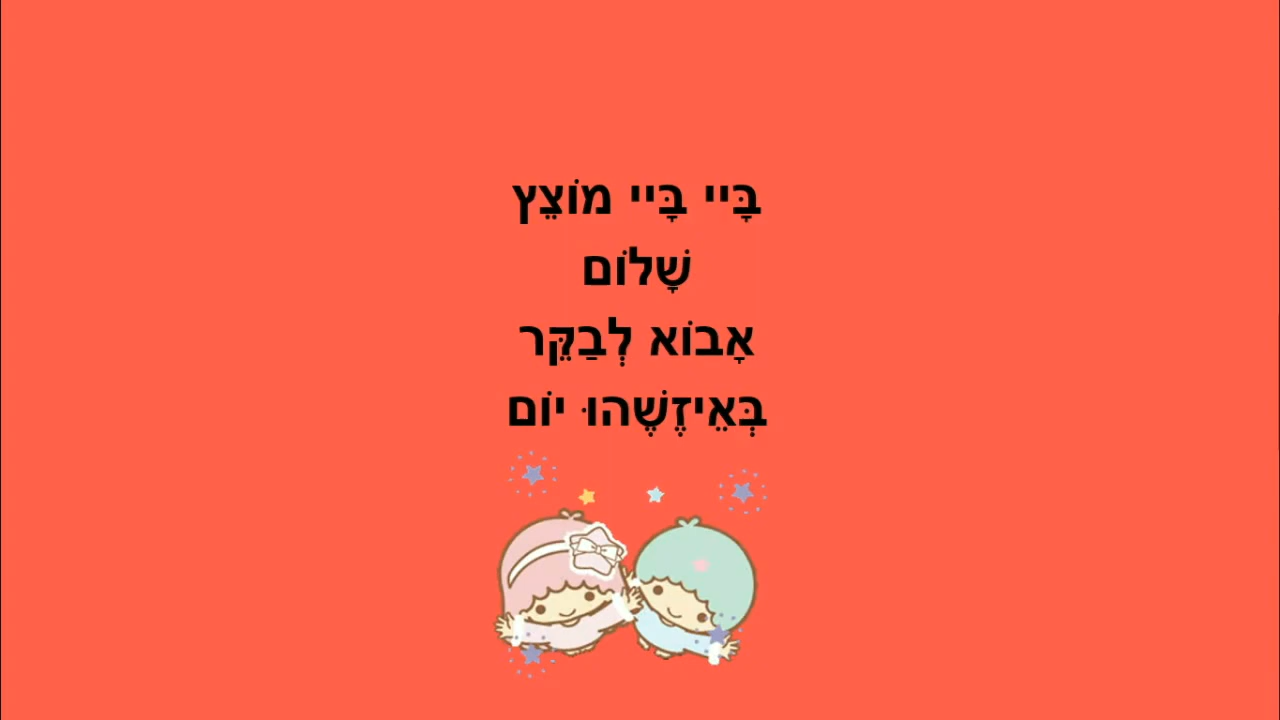 בָּיי בָּיי מוֹצֵץ
שָׁלוֹם
אָבוֹא לְבַקֵּר
בְּאֵיזֶשֶׁהוּ יוֹם